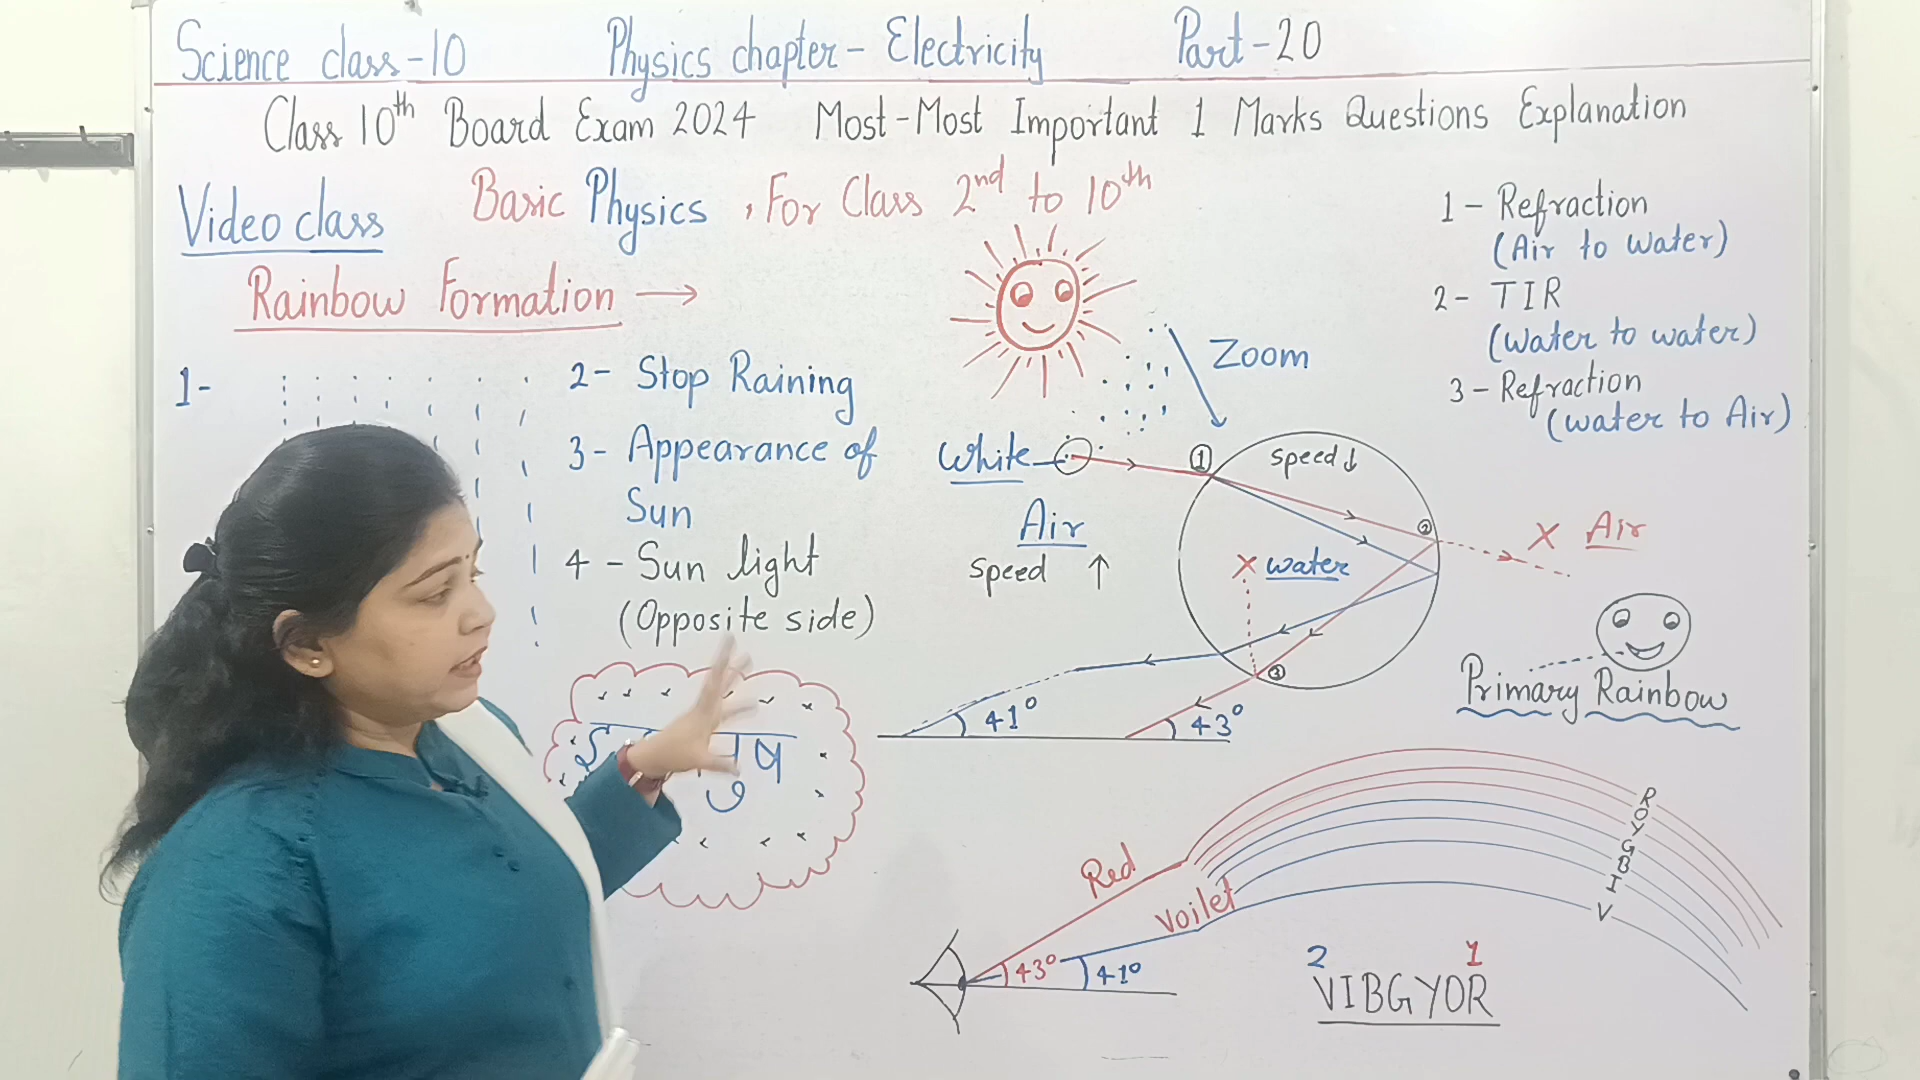 Science class-10 Physics chapter- Electricity Part-20
Class 10th Board Exam 2024 Most-Most Important 1 Marks Questions Explanation
Video class Basic Physics, For Class 2nd to 10th
Rainbow Formation →
1-
2- Stop Raining
3- Appearance of
Sun
4- Sun light
(Opposite side)
Zoom
White
Air
Speed ↑
1
Speed↓
2
X water
3
X Air
41°
43°
1- Refraction
(Air to water)
2- TIR
(Water to water)
3- Refraction
(water to Air)
Primary Rainbow
Red
Voilet
43°
41°
R
O
Y
G
B
I
V
2 1
VIBGYOR